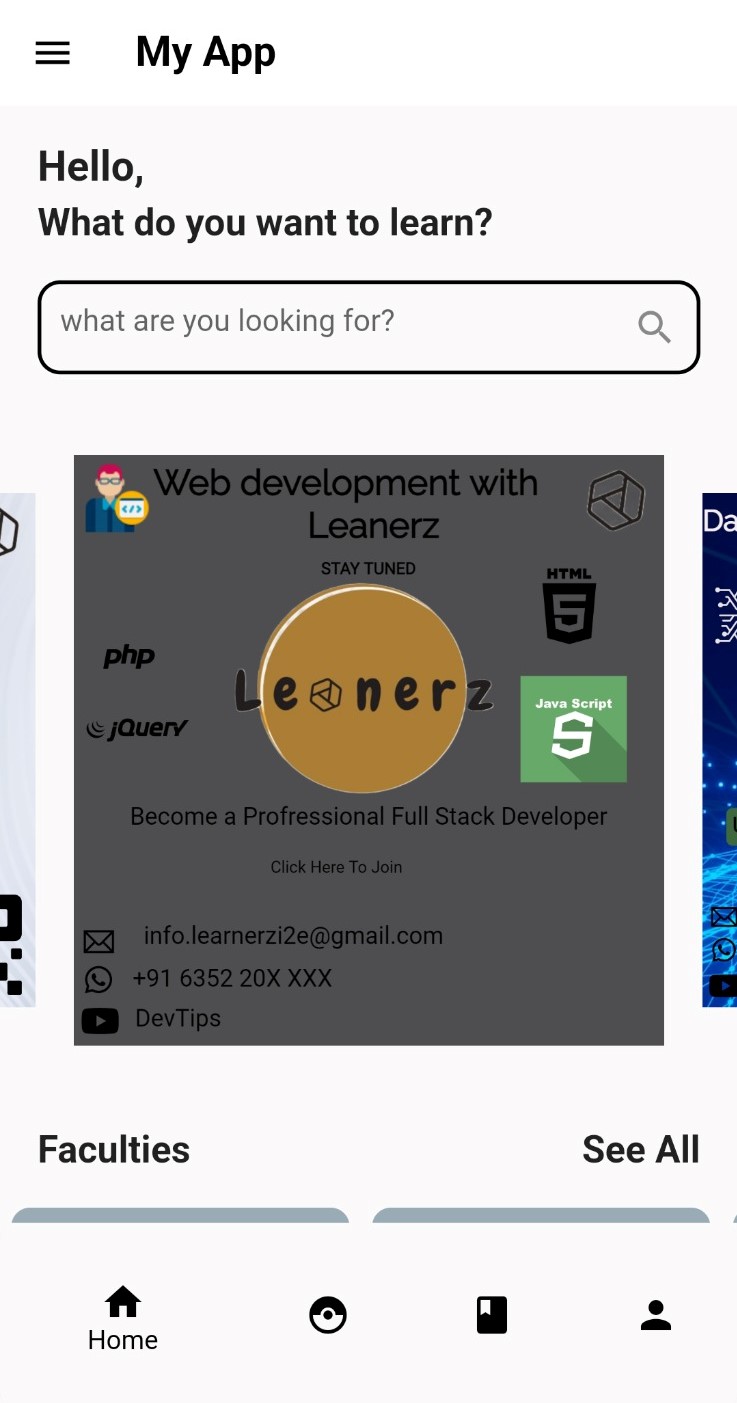 My App
Hello,
What do you want to learn?
what are you looking for?
Web development with
Leanerz
STAY TUNED
HTML
5
php
Leanerz
jQuery
Java Script
S
Become a Profressional Full Stack Developer
Click Here To Join
info.learnerzi2e@gmail.com
+91 6352 20X XXX
DevTips
Da
Faculties
See All
Home